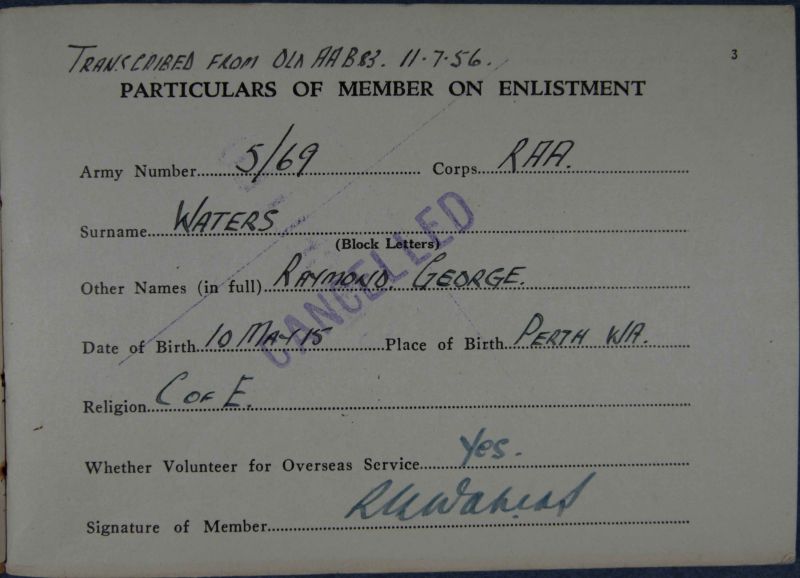 3
TRANSCRIBED FROM OLD AAB83. 11-7-56.
PARTICULARS OF MEMBER ON ENLISTMENT
Army Number 5/69 Corps RAA.
Surname WATERS
(Block Letters)
CANCELLED
Other Names (in full) RAYMOND GEORGE.
Date of Birth 10 MAY 15 Place of Birth PERTH WA.
Religion C OF E.
Whether Volunteer for Overseas Service Yes.
Signature of Member RGWaters